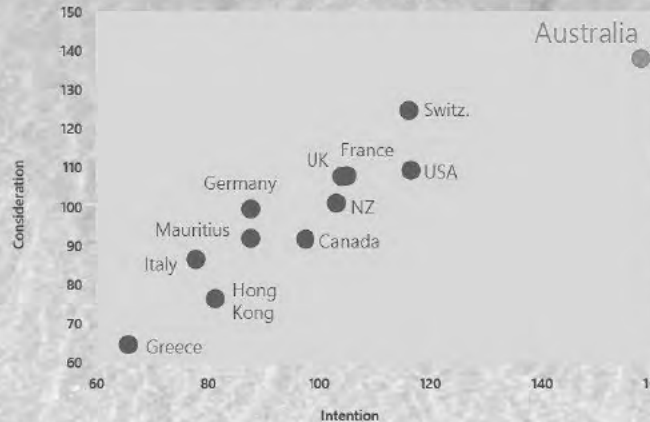 150
140
130
120
110
100
90
80
70
60
Consideration
Australia
Switz.
France
UK
USA
Germany
NZ
Mauritius
Canada
Italy
Hong
Kong
Greece
60
80
100
120
140
Intention